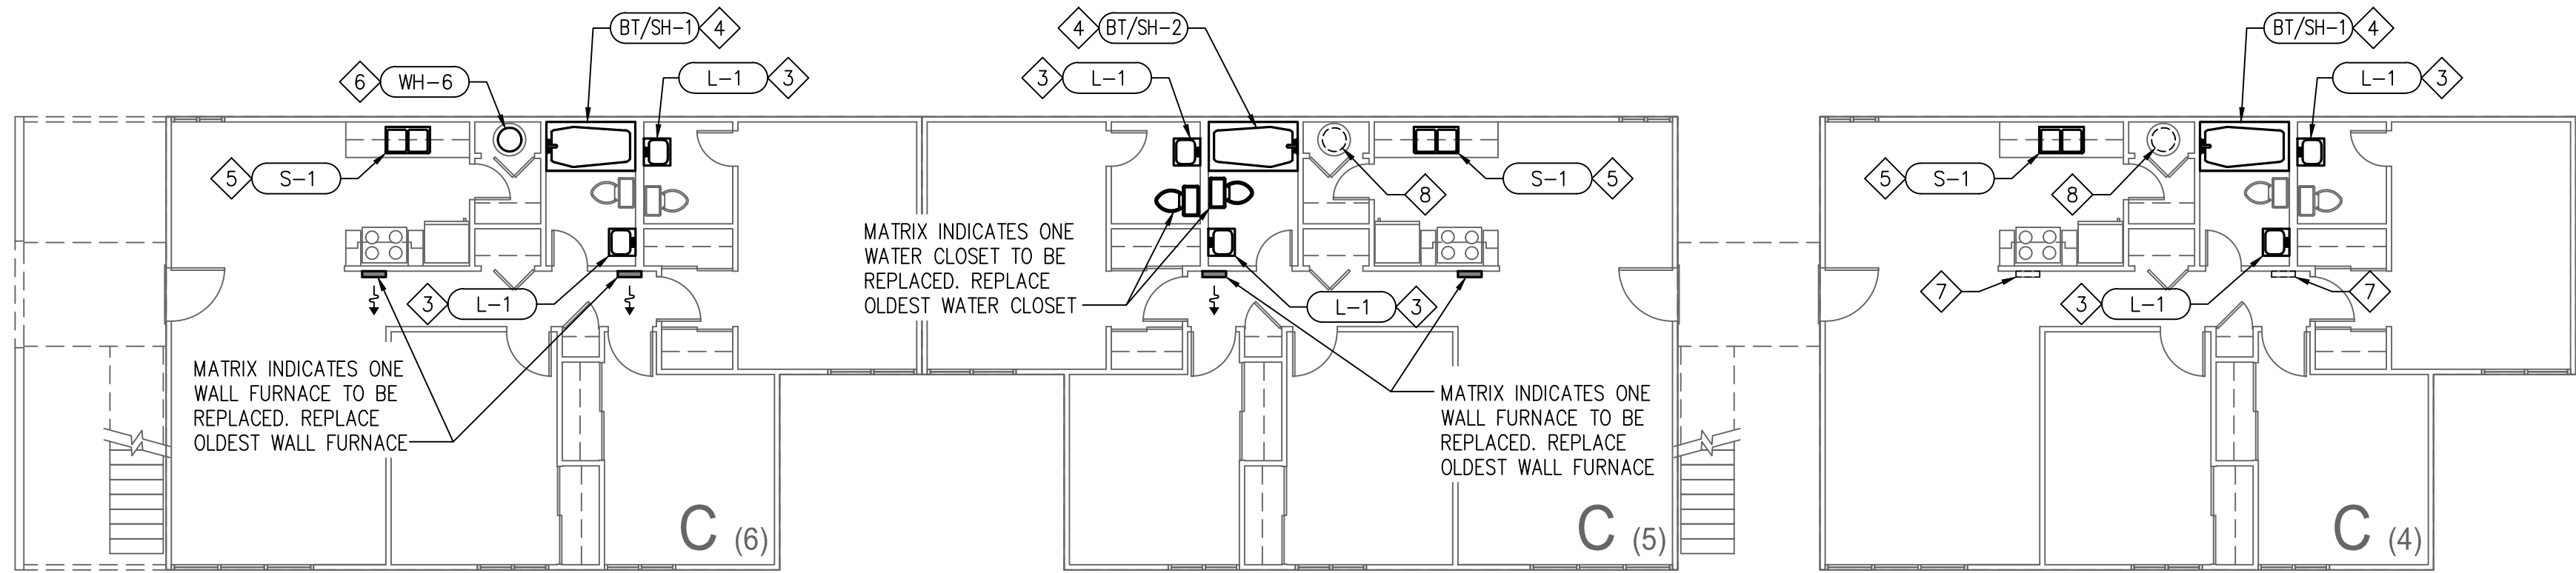 BT/SH-1 4
4 BT/SH-2
BT/SH-1 4
6 WH-6
L-1 3
3 L-1
L-1 3
5 S-1
8
S-1 5
5 S-1
8
MATRIX INDICATES ONE
WATER CLOSET TO BE
REPLACED. REPLACE
OLDEST WATER CLOSET
3 L-1
L-1 3
7
3 L-1
7
MATRIX INDICATES ONE
WALL FURNACE TO BE
REPLACED. REPLACE
OLDEST WALL FURNACE
MATRIX INDICATES ONE
WALL FURNACE TO BE
REPLACED. REPLACE
OLDEST WALL FURNACE
C (6)
C (5)
C (4)